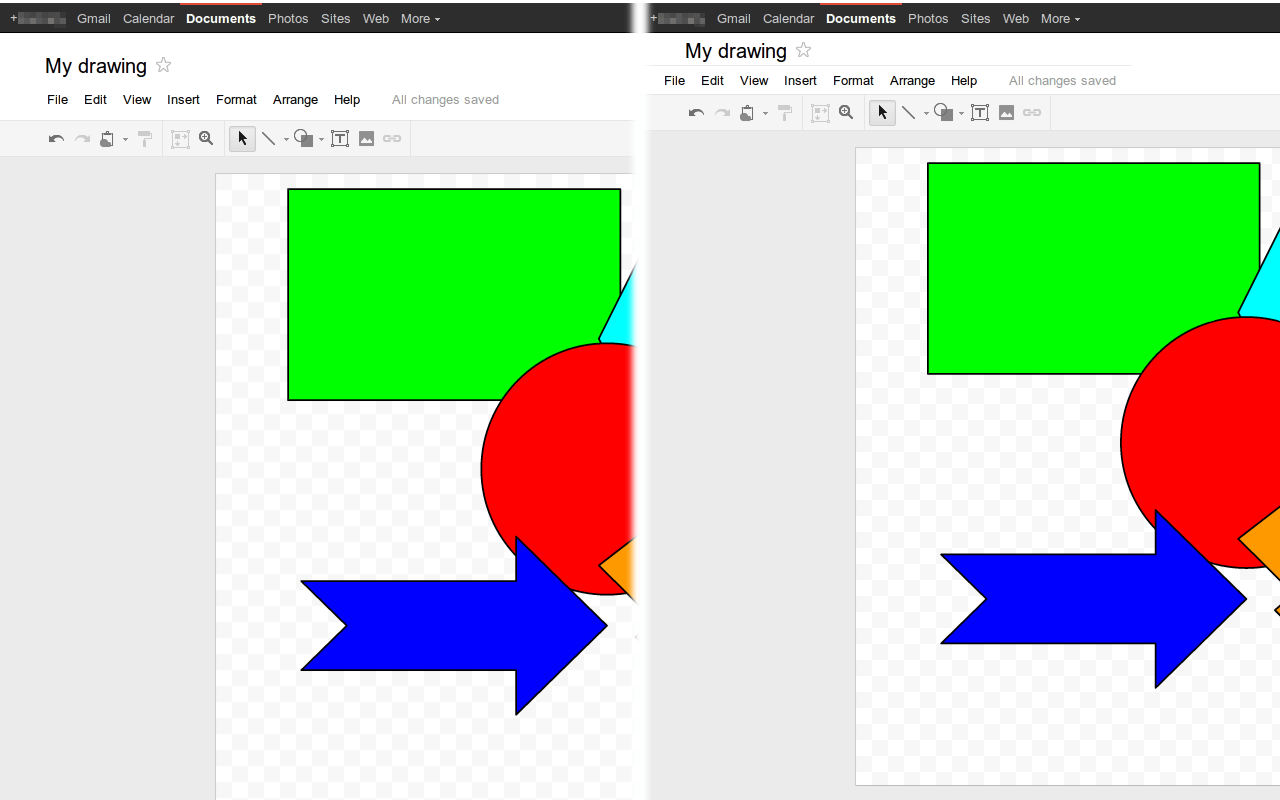 + Gmail Calendar Documents Photos Sites Web More
My drawing
File Edit View Insert Format Arrange Help All changes saved
T
+ Gmail Calendar Documents Photos Sites Web More
My drawing
File Edit View Insert Format Arrange Help All changes saved
T